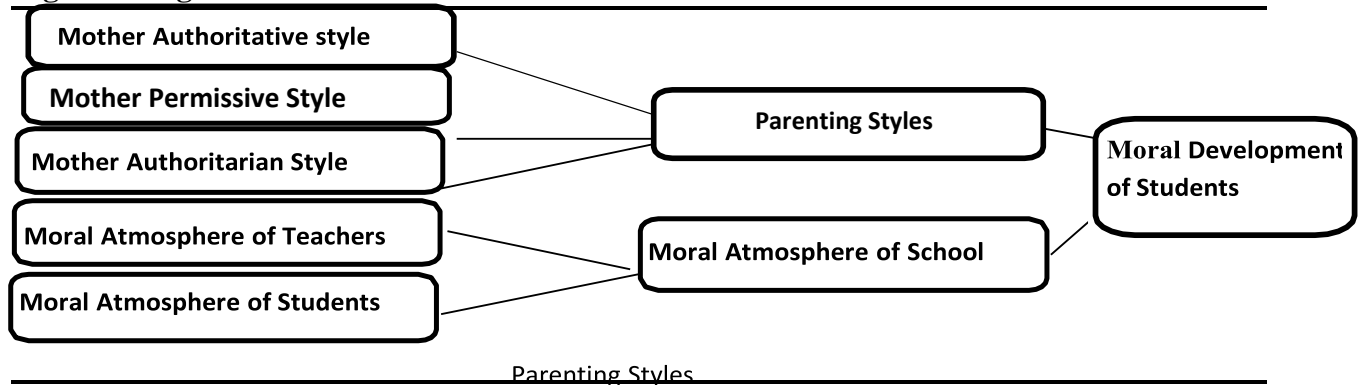 Mother Authoritative style
Mother Permissive Style
Mother Authoritarian Style
Moral Atmosphere of Teachers
Moral Atmosphere of Students
Parenting Styles
Moral Atmosphere of School
Moral Development
of Students
Parenting Styles